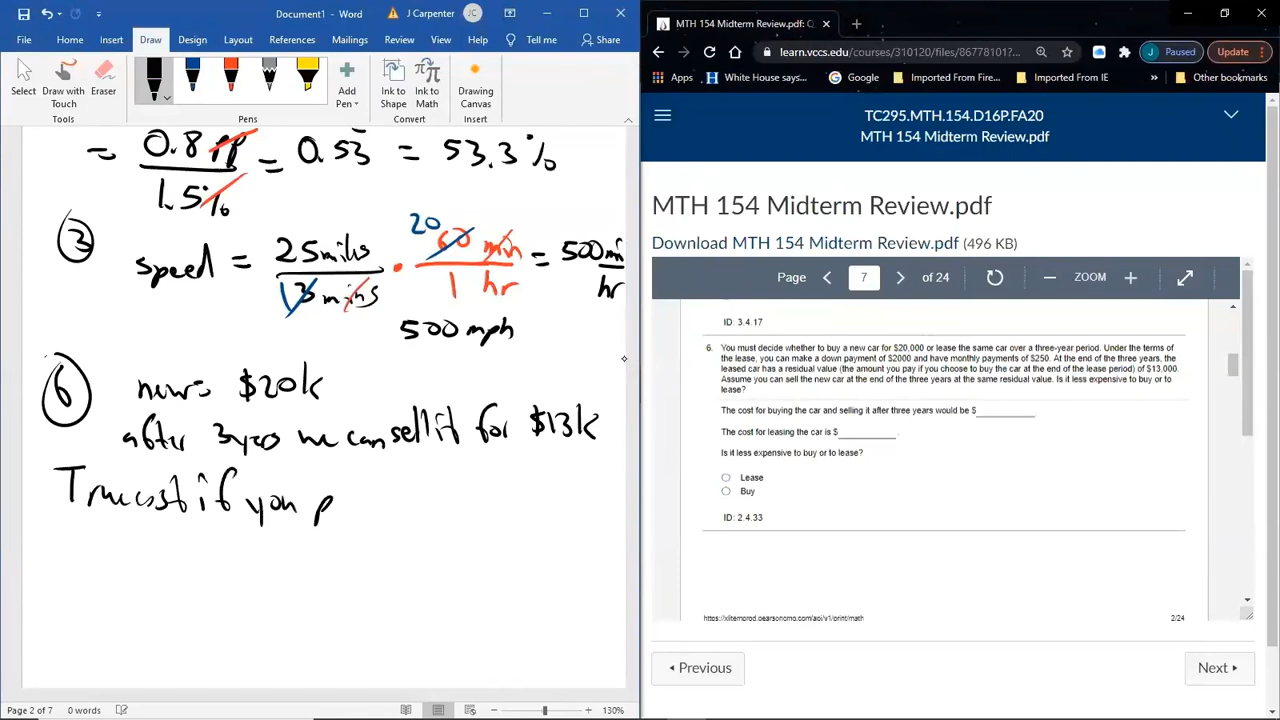 Document1 - Word
J Carpenter
JC
File Home Insert Draw Design Layout References Mailings Review View Help Tell me Share
Select
Draw with Touch
Eraser
Add Pen
Ink to Shape
Ink to Math
Drawing Canvas
Tools
Pens
Convert
Insert
= 0.8 / 1.5% = 0.53 = 53.3%
3
speed = 25 miles / 3 mins • 60 min / 1 hr = 500 mi / hr
20
500 mph
6
new = $20k
after 3 yrs we can sell it for $13k
True cost if you p
Page 2 of 7
0 words
130%
MTH 154 Midterm Review.pdf: Q
learn.vccs.edu/courses/310120/files/86778101?...
J
Paused
Update
Apps
White House says...
Google
Imported From Fire...
Imported From IE
»
Other bookmarks
TC295.MTH.154.D16P.FA20
MTH 154 Midterm Review.pdf
MTH 154 Midterm Review.pdf
Download MTH 154 Midterm Review.pdf (496 KB)
Page 7 of 24
ZOOM
ID: 3.4.17
6. You must decide whether to buy a new car for $20,000 or lease the same car over a three-year period. Under the terms of
the lease, you can make a down payment of $2000 and have monthly payments of $250. At the end of the three years, the
leased car has a residual value (the amount you pay if you choose to buy the car at the end of the lease period) of $13,000.
Assume you can sell the new car at the end of the three years at the same residual value. Is it less expensive to buy or to
lease?
The cost for buying the car and selling it after three years would be $
The cost for leasing the car is $ .
Is it less expensive to buy or to lease?
Lease
Buy
ID: 2.4.33
https://xlitemprod.pearsoncmg.com/api/v1/print/math
2/24
Previous
Next